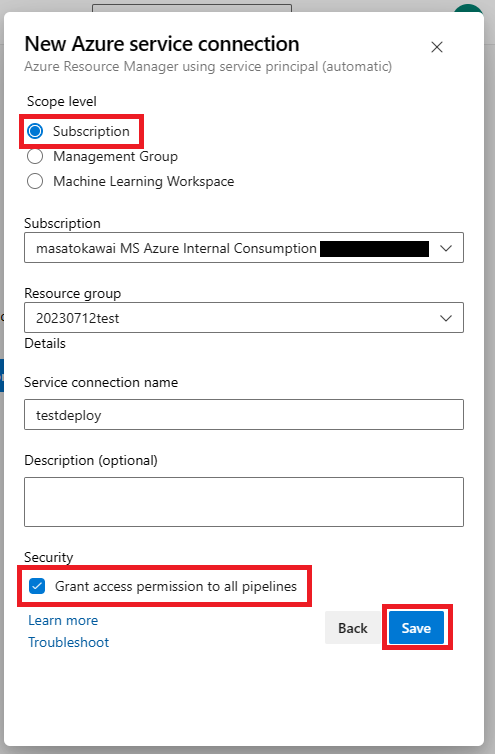 New Azure service connection
Azure Resource Manager using service principal (automatic)
Scope level
Subscription
Management Group
Machine Learning Workspace
Subscription
masatokawai MS Azure Internal Consumption
Resource group
20230712test
Details
Service connection name
testdeploy
Description (optional)
Security
Grant access permission to all pipelines
Learn more
Troubleshoot
Back
Save